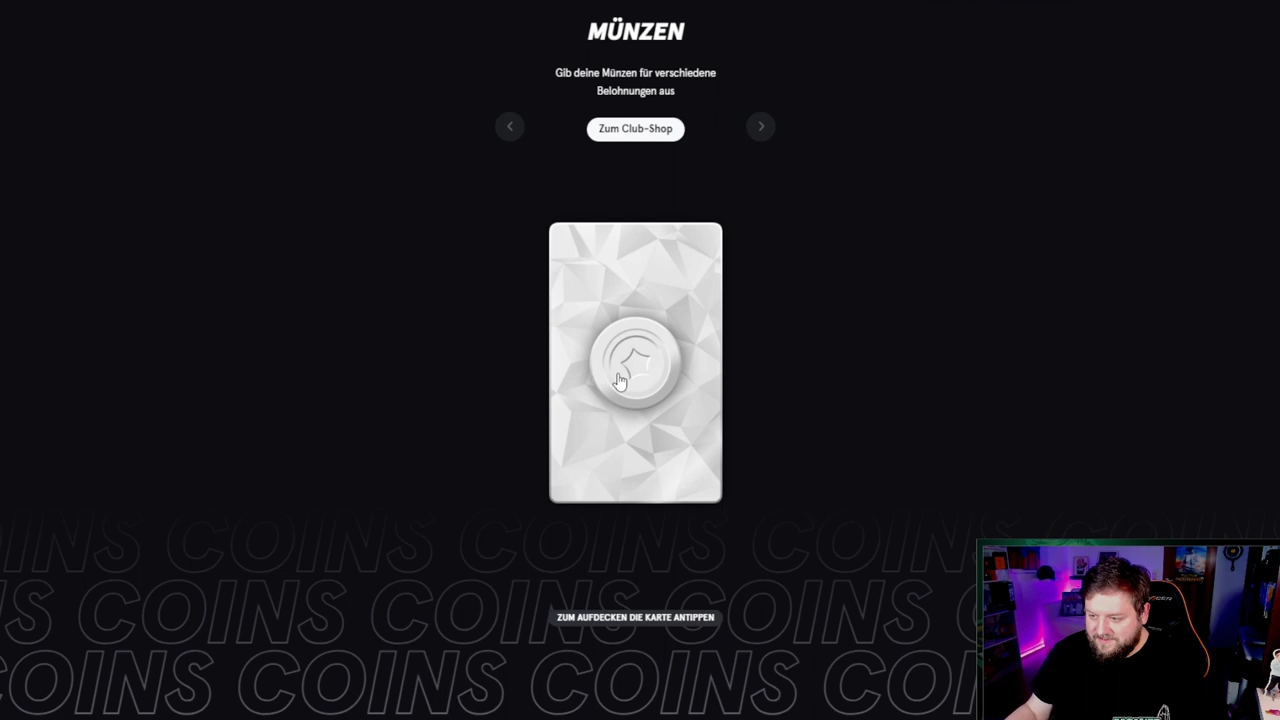 MÜNZEN
Gib deine Münzen für verschiedene
Belohnungen aus
Zum Club-Shop
COINS COINS COINS COINS COINS
ZUM AUFDECKEN DIE KARTE ANTIPPEN
COINS COINS COINS COINS
COINS COINS COINS COINS